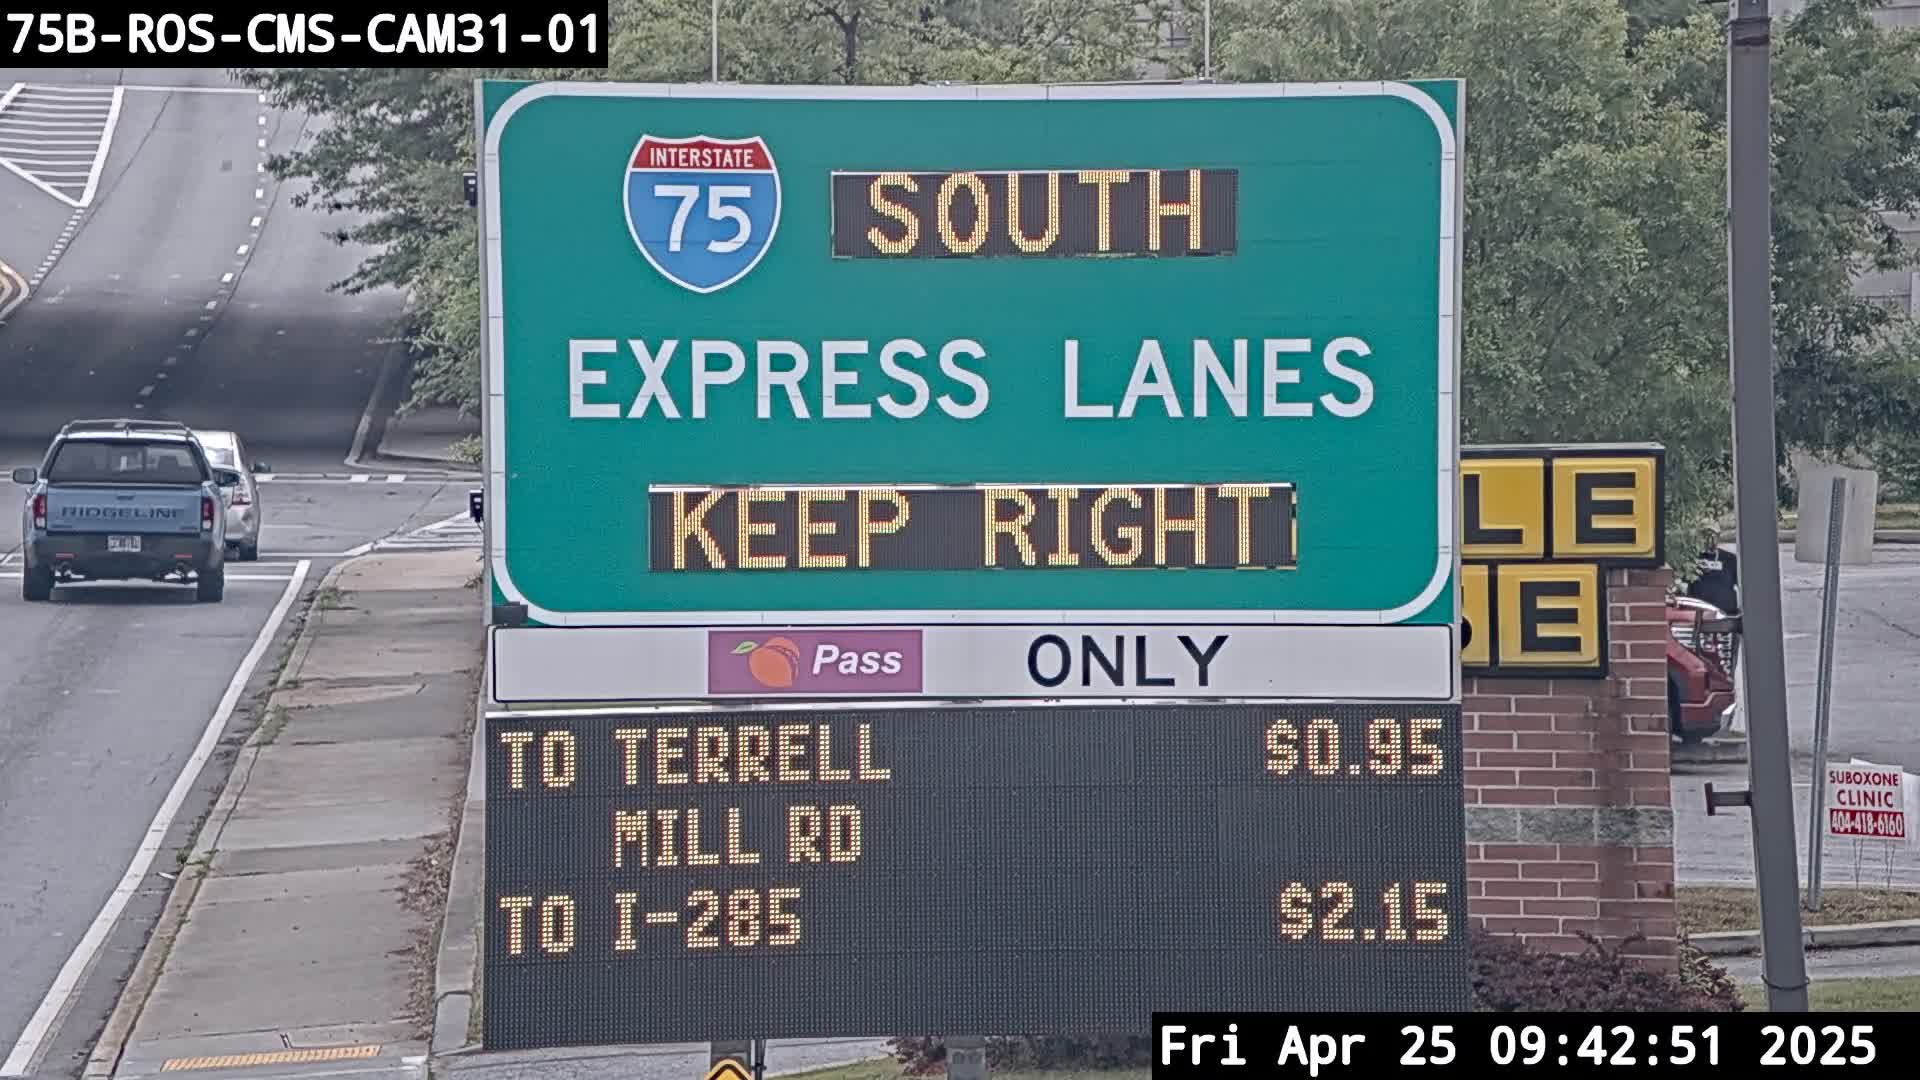 75B-ROS-CMS-CAM31-01
INTERSTATE
75
SOUTH
EXPRESS LANES
KEEP RIGHT
Pass ONLY
TO TERRELL $0.95
MILL RD
TO I-285 $2.15
RIDGELINE
LE
E
SUBOXONE
CLINIC
404-418-6160
Fri Apr 25 09:42:51 2025